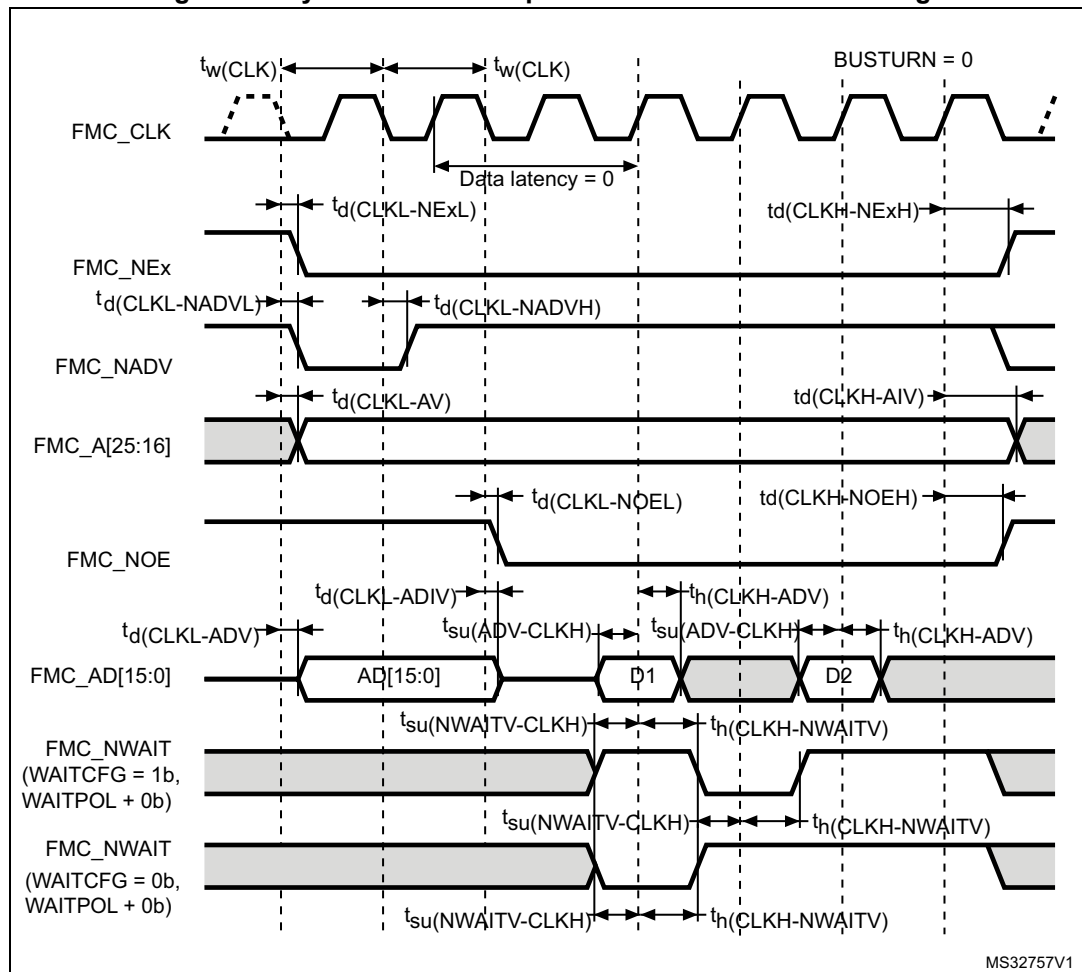 tw(CLK) tw(CLK) BUSTURN = 0
FMC_CLK
Data latency = 0
td(CLKL-NExL) td(CLKH-NExH)
FMC_NEx
td(CLKL-NADVL) td(CLKL-NADVH)
FMC_NADV
td(CLKL-AV) td(CLKH-AIV)
FMC_A[25:16]
td(CLKL-NOEL) td(CLKH-NOEH)
FMC_NOE
td(CLKL-ADIV) th(CLKH-ADV)
td(CLKL-ADV) tsu(ADV-CLKH) tsu(ADV-CLKH) th(CLKH-ADV)
FMC_AD[15:0] AD[15:0] D1 D2
tsu(NWAITV-CLKH) th(CLKH-NWAITV)
FMC_NWAIT
(WAITCFG = 1b,
WAITPOL + 0b)
tsu(NWAITV-CLKH) th(CLKH-NWAITV)
FMC_NWAIT
(WAITCFG = 0b,
WAITPOL + 0b)
tsu(NWAITV-CLKH) th(CLKH-NWAITV)
MS32757V1